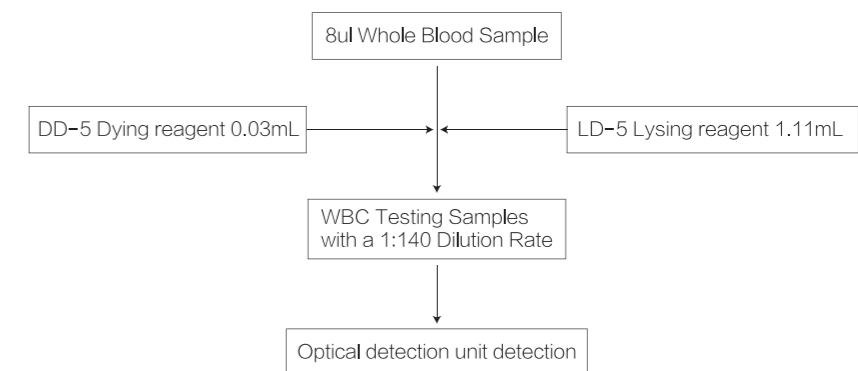 8ul Whole Blood Sample
DD-5 Dying reagent 0.03mL
LD-5 Lysing reagent 1.11mL
WBC Testing Samples
with a 1:140 Dilution Rate
Optical detection unit detection